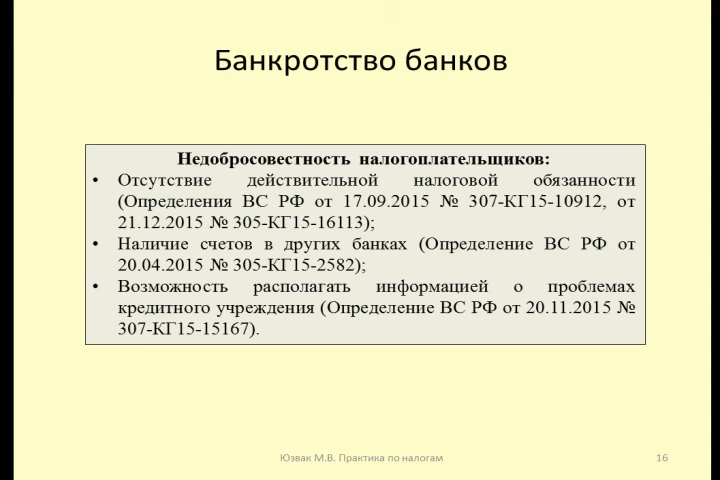 Банкротство банков
Недобросовестность налогоплательщиков:
• Отсутствие действительной налоговой обязанности
(Определения ВС РФ от 17.09.2015 № 307-КГ15-10912, от
21.12.2015 № 305-КГ15-16113);
• Наличие счетов в других банках (Определение ВС РФ от
20.04.2015 № 305-КГ15-2582);
• Возможность располагать информацией о проблемах
кредитного учреждения (Определение ВС РФ от 20.11.2015 №
307-КГ15-15167).
Юзвак М.В. Практика по налогам
16